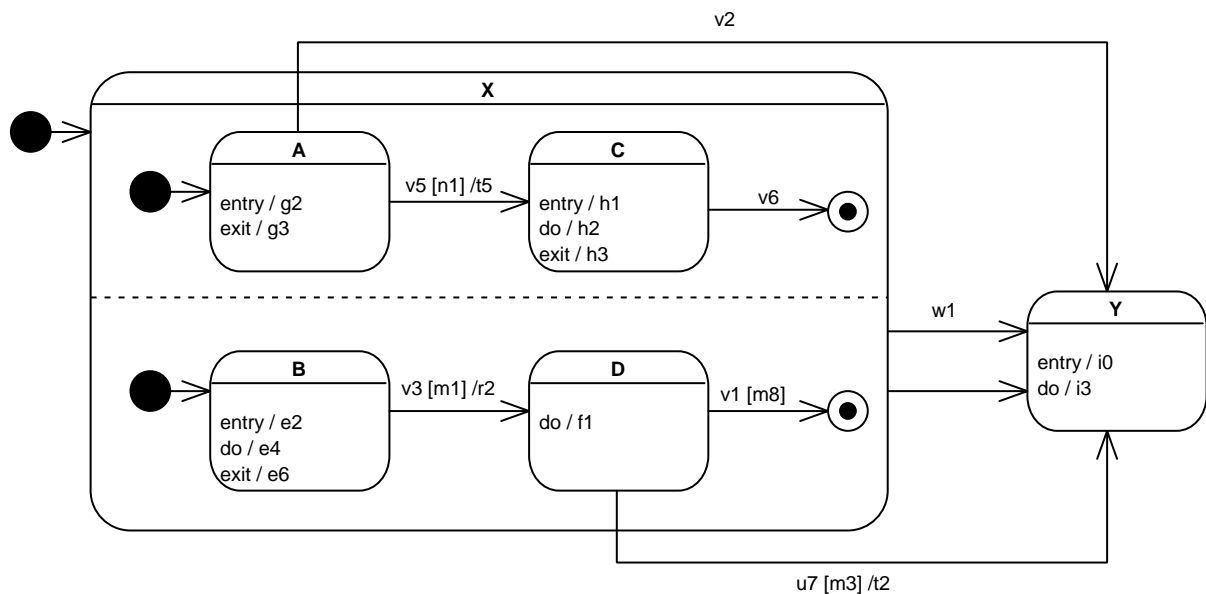 v2
X
A
entry / g2
exit / g3
v5 [n1] /t5
C
entry / h1
do / h2
exit / h3
v6
B
entry / e2
do / e4
exit / e6
v3 [m1] /r2
D
do / f1
v1 [m8]
w1
Y
entry / i0
do / i3
u7 [m3] /t2